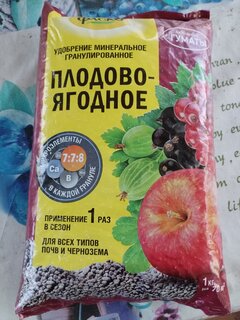 УДОБРЕНИЕ МИНЕРАЛЬНОЕ
ГРАНУЛИРОВАННОЕ
ГУМАТЫ
ПЛОДОВО-
ЯГОДНОЕ
7:7:8
Ca
B
В КАЖДОЙ ГРАНУЛЕ
ПРИМЕНЕНИЕ 1 РАЗ
В СЕЗОН
ДЛЯ ВСЕХ ТИПОВ
ПОЧВ И ЧЕРНОЗЕМА